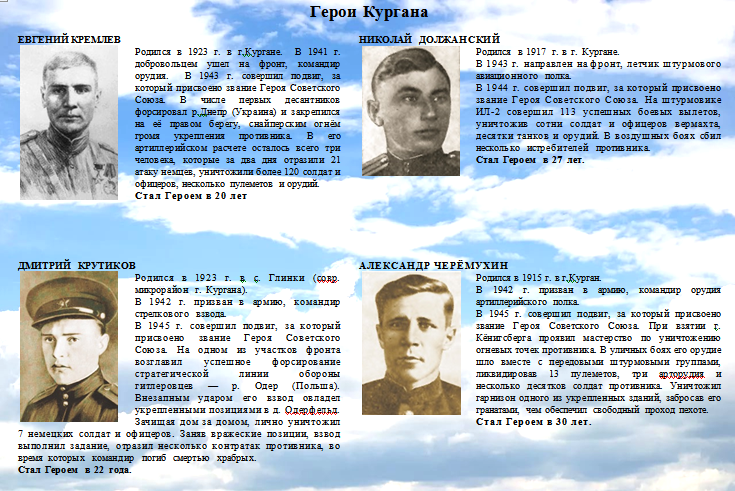 Герои Кургана
ЕВГЕНИЙ КРЕМЛЕВ
Родился в 1923 г. в г.Кургане. В 1941 г.
добровольцем ушел на фронт, командир
орудия. В 1943 г. совершил подвиг, за
который присвоено звание Героя Советского
Союза. В числе первых десантников
форсировал р.Днепр (Украина) и закрепился
на её правом берегу, снайперским огнём
громя укрепления противника. В его
артиллерийском расчете осталось всего три
человека, которые за два дня отразили 21
атаку немцев, уничтожили более 120 солдат и
офицеров, несколько пулеметов и орудий.
Стал Героем в 20 лет
НИКОЛАЙ ДОЛЖАНСКИЙ
Родился в 1917 г. в г. Кургане.
В 1943 г. направлен на фронт, летчик штурмового
авиационного полка.
В 1944 г. совершил подвиг, за который присвоено
звание Героя Советского Союза. На штурмовике
ИЛ-2 совершил 113 успешных боевых вылетов,
уничтожив сотни солдат и офицеров вермахта,
десятки танков и орудий. В воздушных боях сбил
несколько истребителей противника.
Стал Героем в 27 лет.
ДМИТРИЙ КРУТИКОВ
Родился в 1923 г. в с. Глинки (совр.
микрорайон г. Кургана).
В 1942 г. призван в армию, командир
стрелкового взвода.
В 1945 г. совершил подвиг, за который
присвоено звание Героя Советского
Союза. На одном из участков фронта
возглавил успешное форсирование
стратегической линии обороны
гитлеровцев — р. Одер (Польша).
Внезапным ударом его взвод овладел
укрепленными позициями в д. Одерфельд.
Зачищая дом за домом, лично уничтожил
7 немецких солдат и офицеров. Заняв вражеские позиции, взвод
выполнил задание, отразил несколько контратак противника, во
время которых командир погиб смертью храбрых.
Стал Героем в 22 года.
АЛЕКСАНДР ЧЕРЁМУХИН
Родился в 1915 г. в г.Курган.
В 1942 г. призван в армию, командир орудия
артиллерийского полка.
В 1945 г. совершил подвиг, за который присвоено
звание Героя Советского Союза. При взятии г.
Кёнигсберга проявил мастерство по уничтожению
огневых точек противника. В уличных боях его орудие
шло вместе с передовыми штурмовыми группами,
ликвидировав 13 пулеметов, три арторудия и
несколько десятков солдат противника. Уничтожил
гарнизон одного из укрепленных зданий, забросав его
гранатами, чем обеспечил свободный проход пехоте.
Стал Героем в 30 лет.